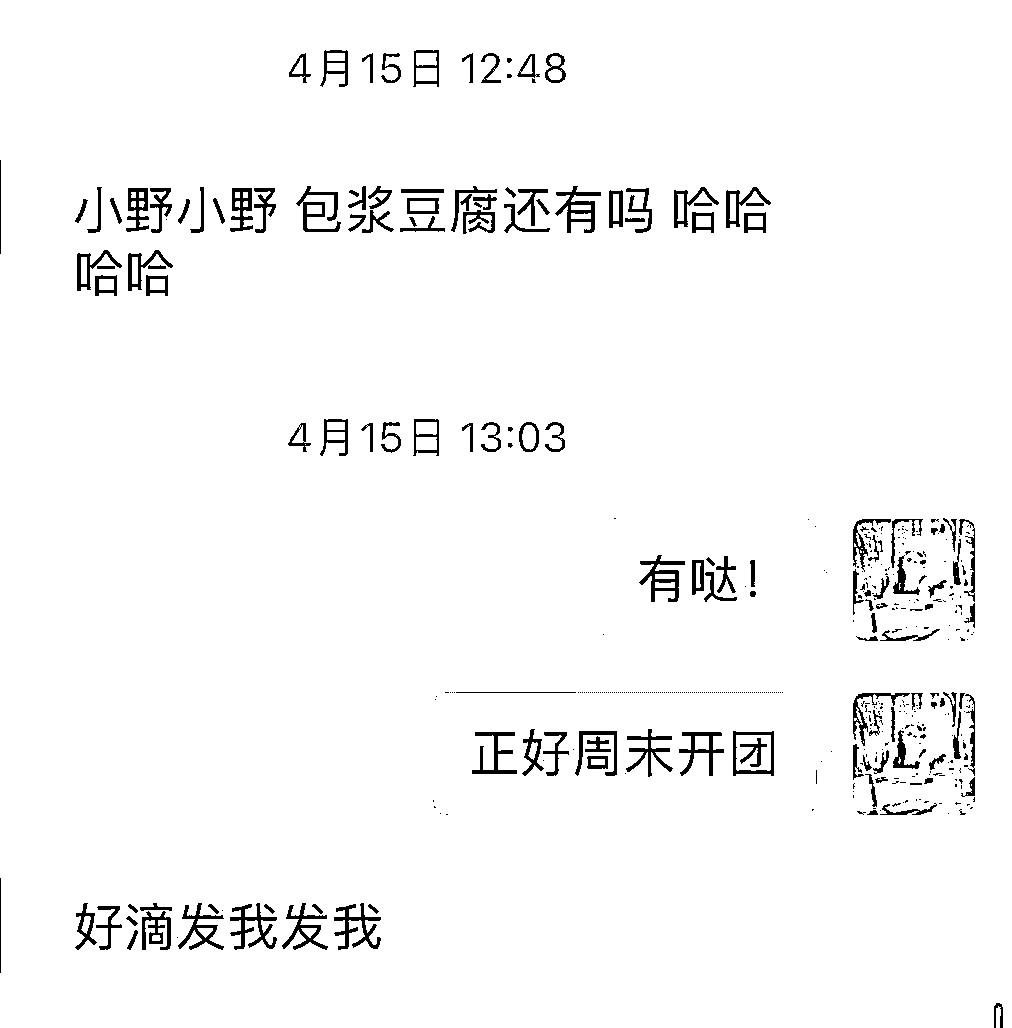 4月15日 12:48
小野小野 包浆豆腐还有吗 哈哈
哈哈
4月15日 13:03
有哒!
正好周末开团
好滴发我发我